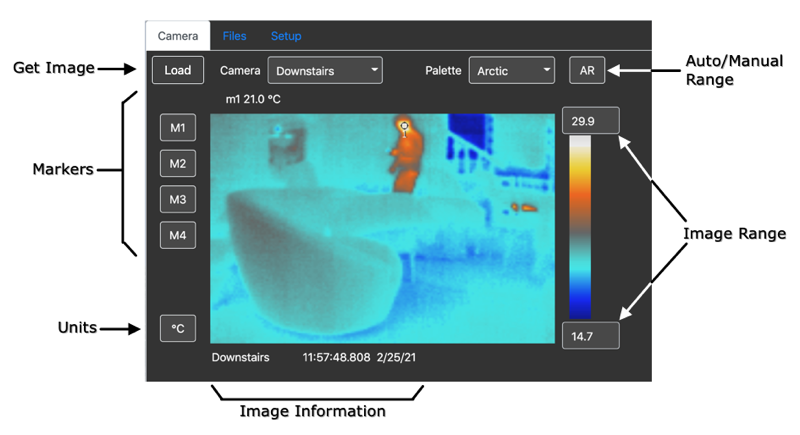 Camera Files Setup
Get Image
Load Camera Downstairs Palette Arctic AR
Auto/Manual
Range
m1 21.0 °C
M1
M2
M3
M4
Markers
1
29.9
Image Range
14.7
Units
°C
Downstairs 11:57:48.808 2/25/21
Image Information